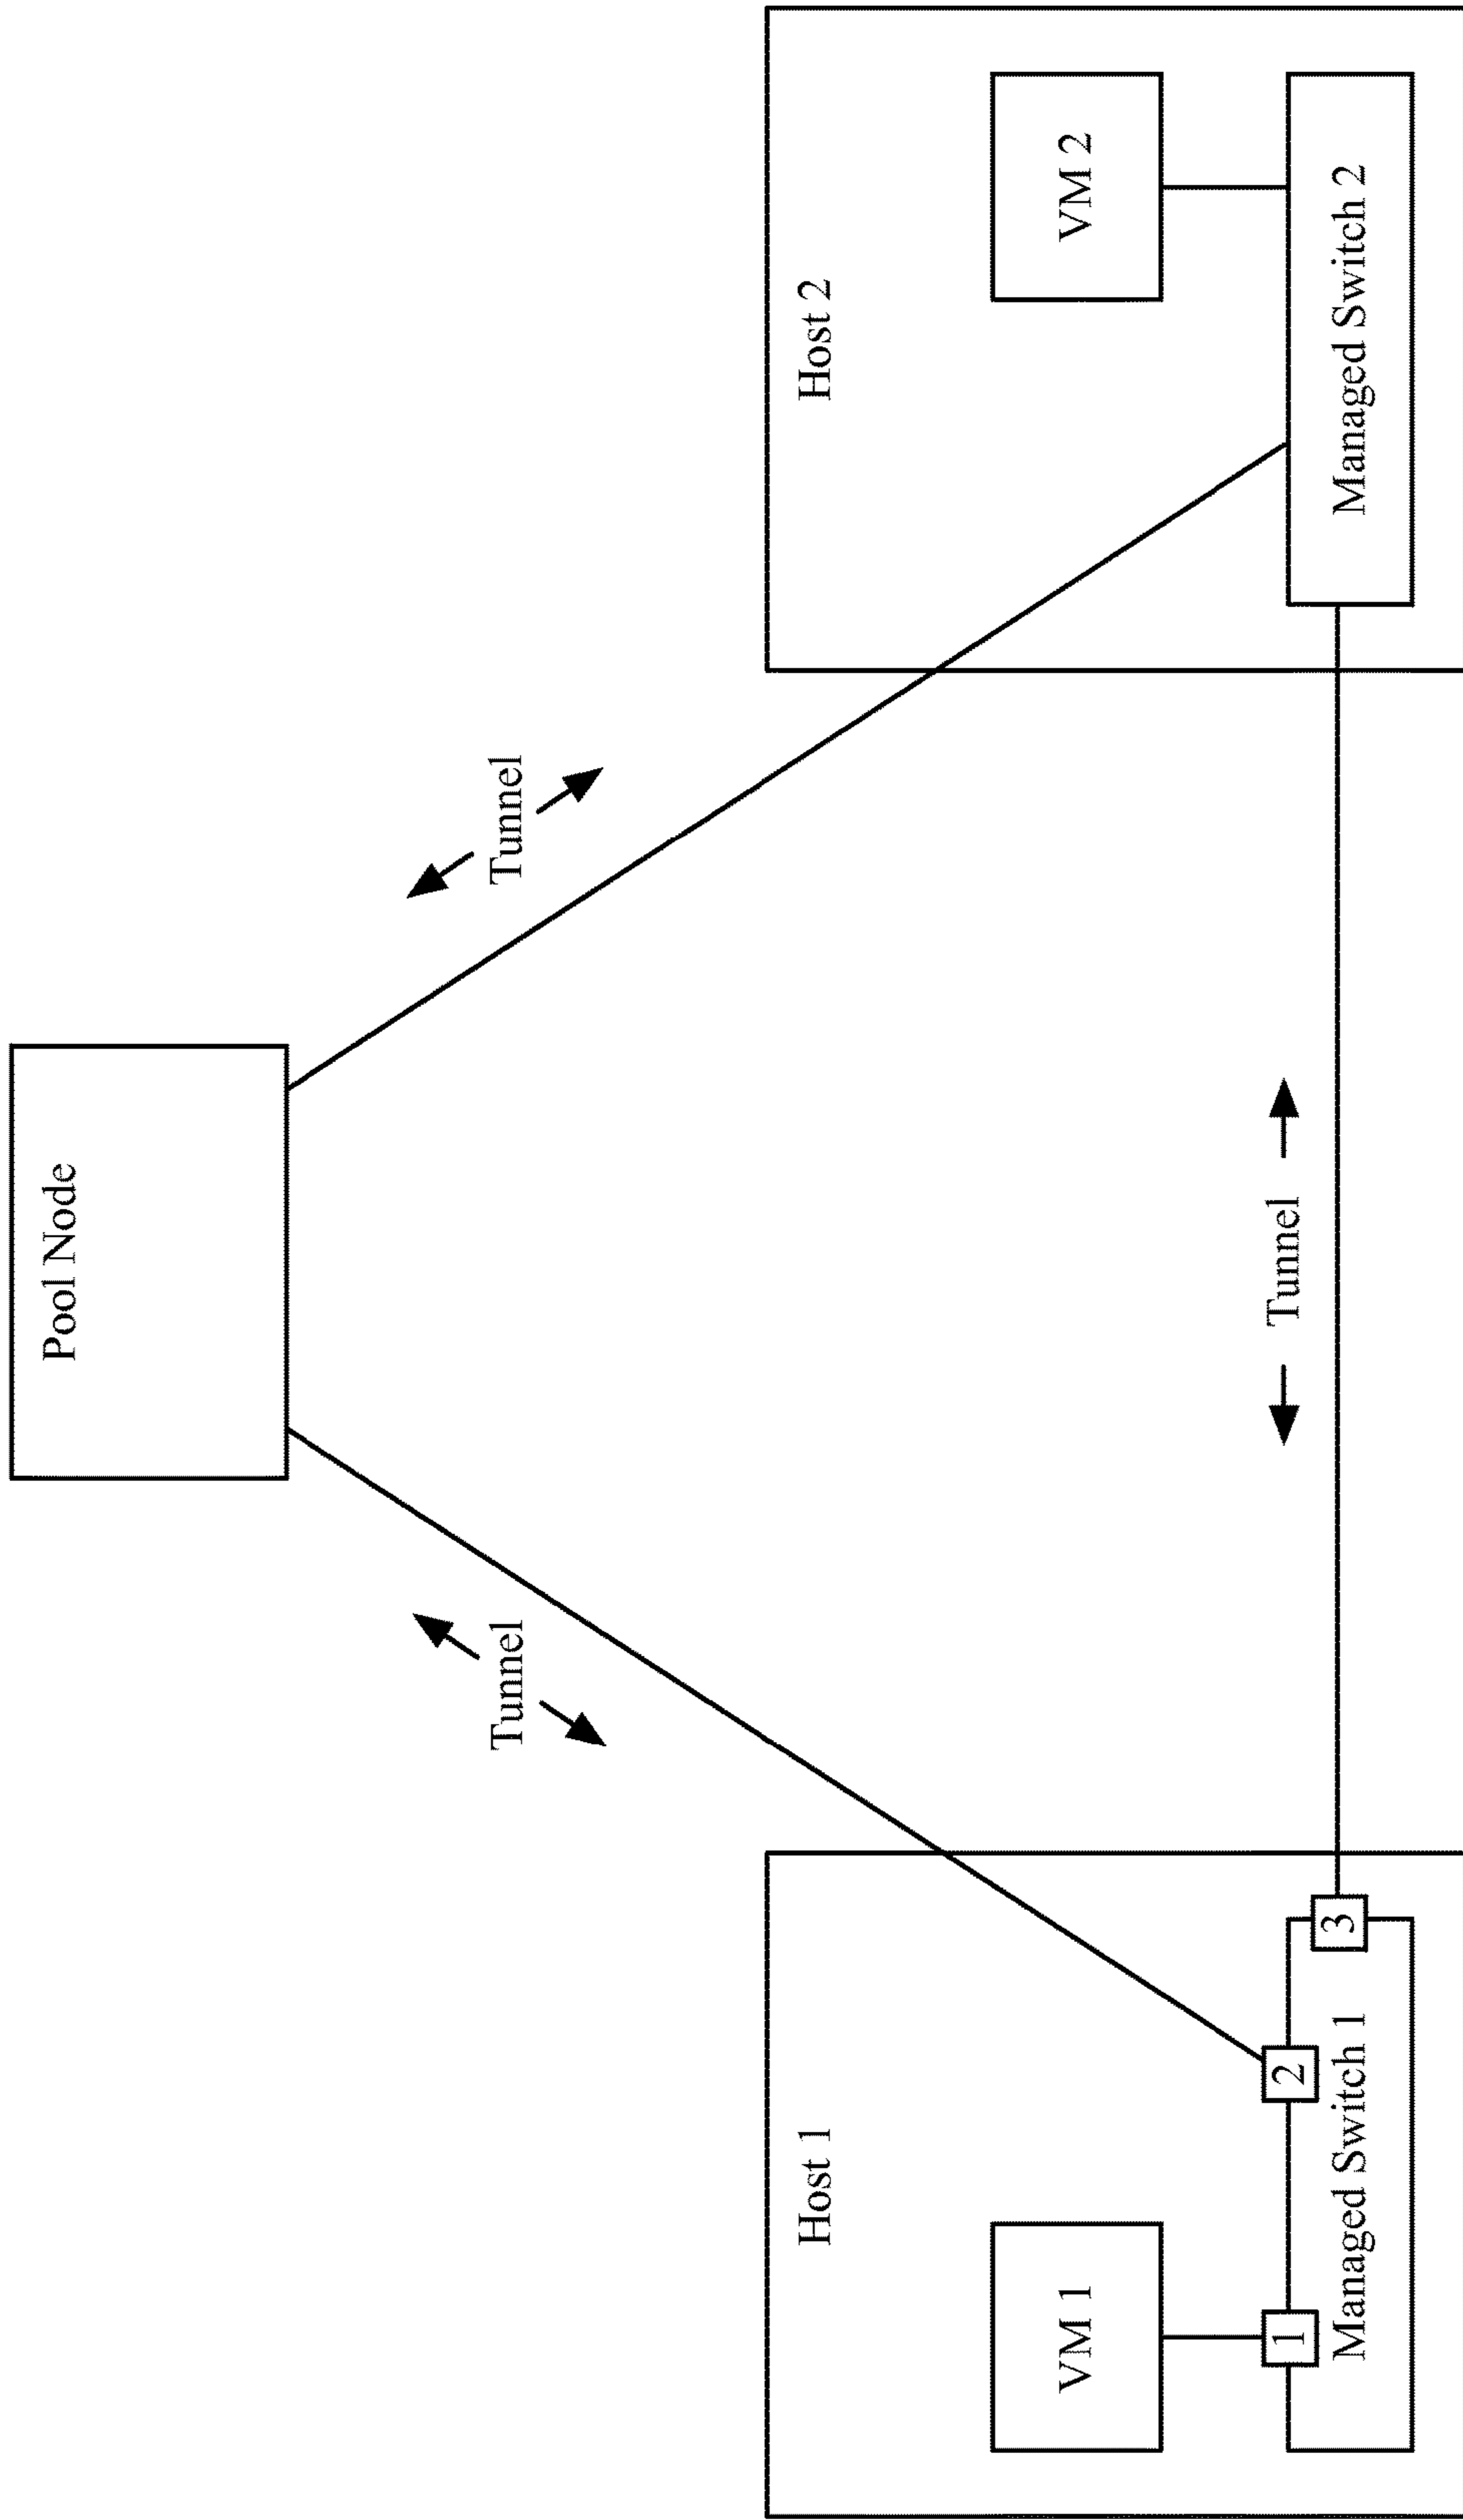 Pool Node
Tunnel
Tunnel
Host 1
Host 2
VM 1
VM 2
1
2
3
Tunnel
Managed Switch 1
Managed Switch 2